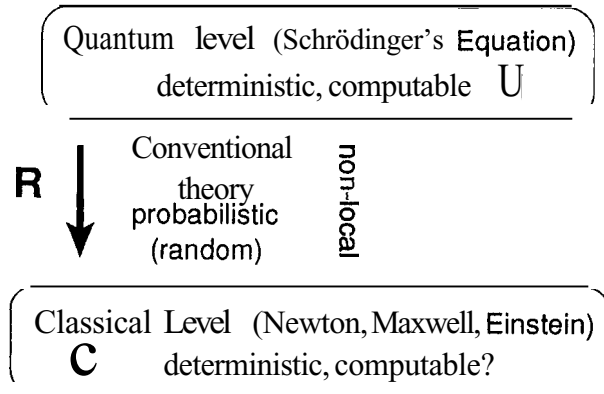 Quantum level (Schrödinger's Equation)
deterministic, computable U
R
Conventional
theory
probabilistic
(random)
non-local
Classical Level (Newton, Maxwell, Einstein)
C deterministic, computable?